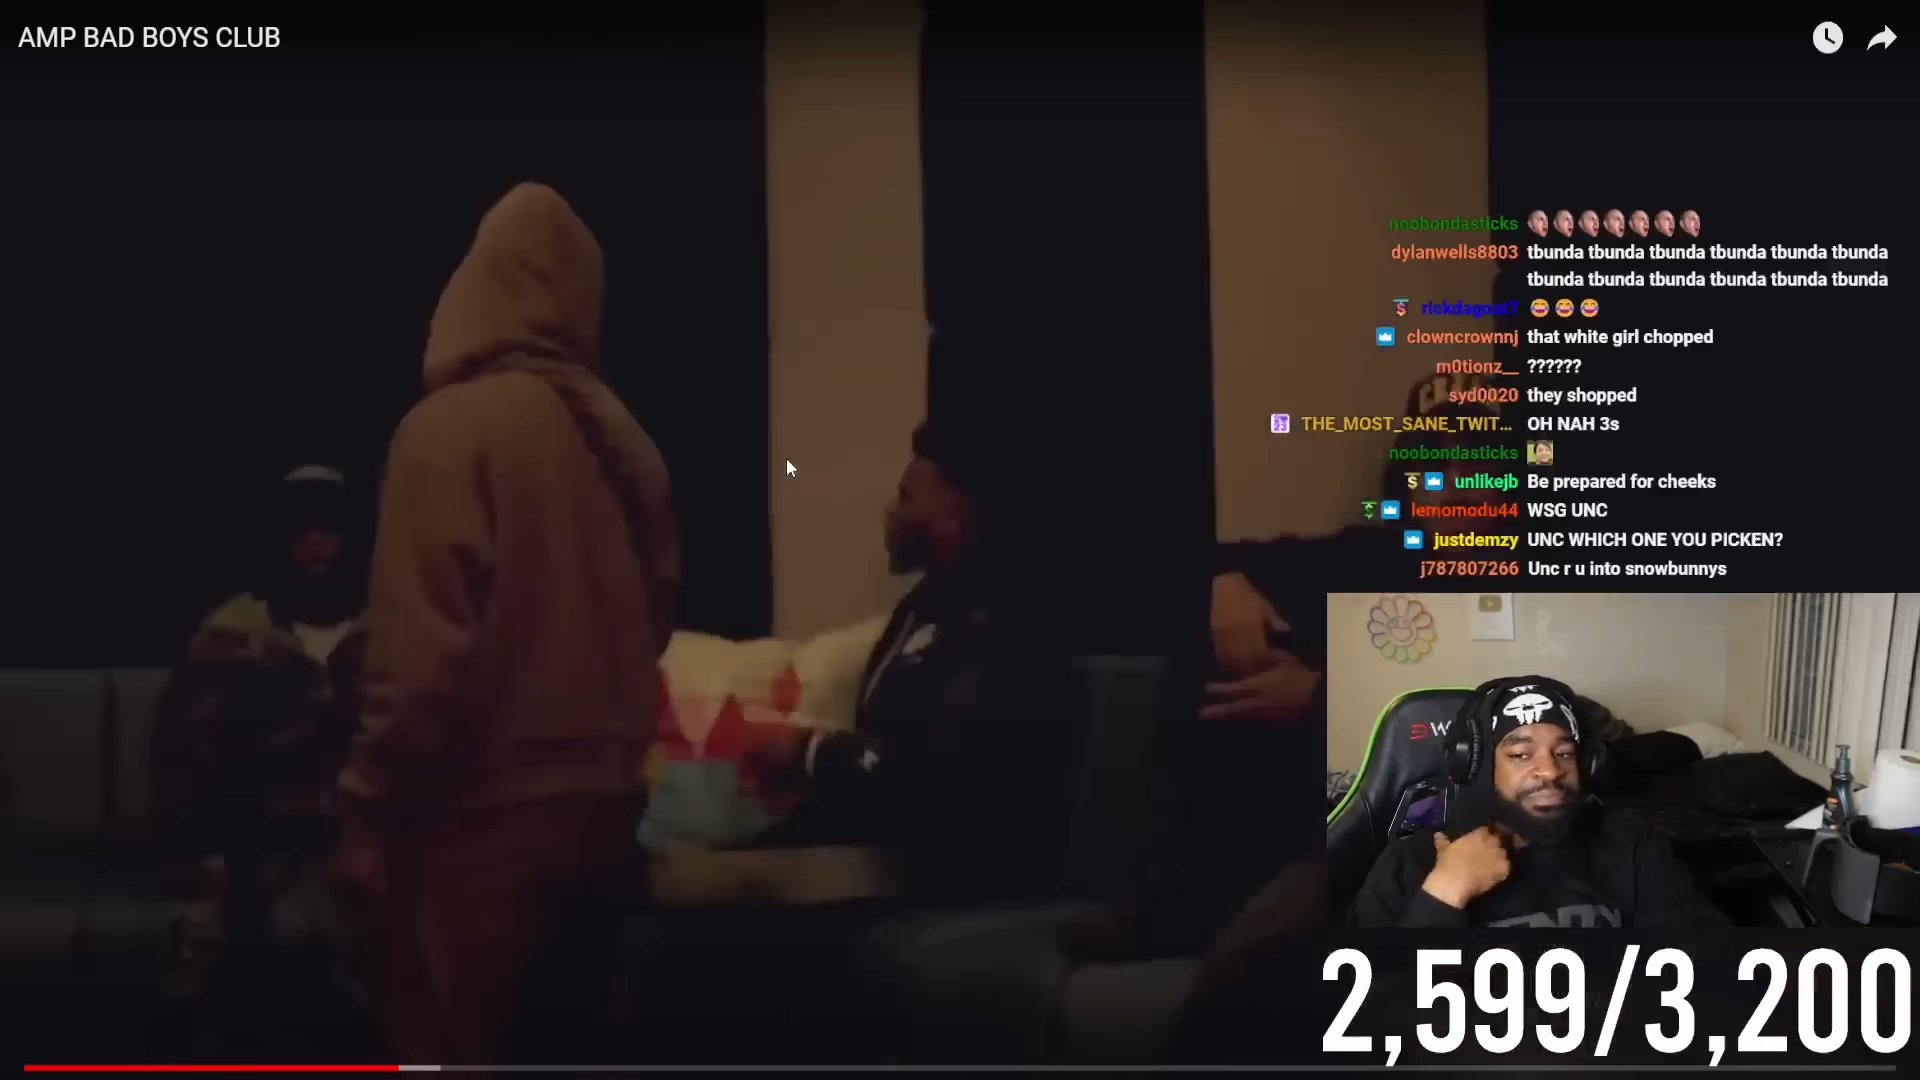 AMP BAD BOYS CLUB
noobondasticks
dylanwells8803 tbunda tbunda tbunda tbunda tbunda tbunda
tbunda tbunda tbunda tbunda tbunda tbunda
rickdagoat7
clowncrownnj that white girl chopped
m0tionz__ ??????
syd0020 they shopped
THE_MOST_SANE_TWIT... OH NAH 3s
noobondasticks
unlikejb Be prepared for cheeks
lemomodu44 WSG UNC
justdemzy UNC WHICH ONE YOU PICKEN?
j787807266 Unc r u into snowbunnys
2,599/3,200